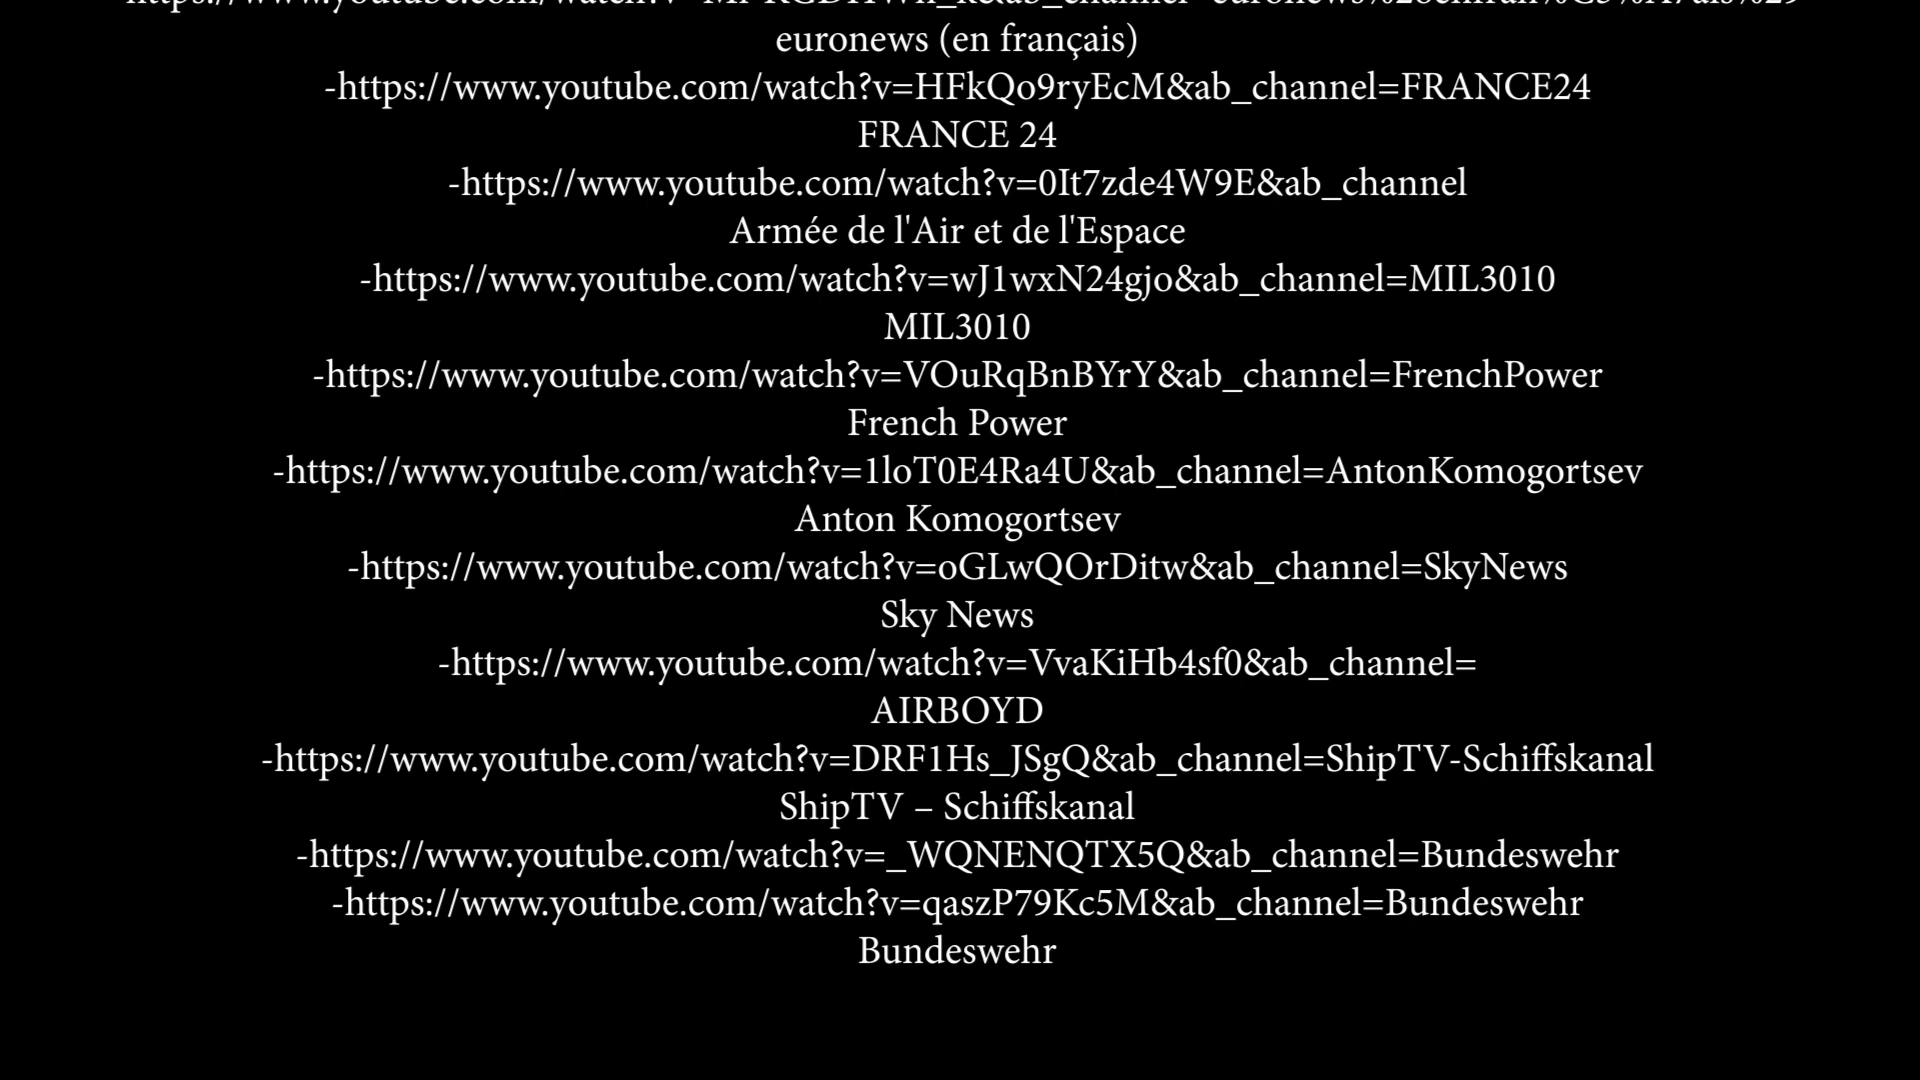 euronews (en français)
-https://www.youtube.com/watch?v=HFkQo9ryEcM&ab_channel=FRANCE24
FRANCE 24
-https://www.youtube.com/watch?v=0It7zde4W9E&ab_channel
Armée de l'Air et de l'Espace
-https://www.youtube.com/watch?v=wJ1wxN24gjo&ab_channel=MIL3010
MIL3010
-https://www.youtube.com/watch?v=VOuRqBnBYrY&ab_channel=FrenchPower
French Power
-https://www.youtube.com/watch?v=1loT0E4Ra4U&ab_channel=AntonKomogortsev
Anton Komogortsev
-https://www.youtube.com/watch?v=oGLwQOrDitw&ab_channel=SkyNews
Sky News
-https://www.youtube.com/watch?v=VvaKiHb4sf0&ab_channel=
AIRBOYD
-https://www.youtube.com/watch?v=DRF1Hs_JSgQ&ab_channel=ShipTV-Schiffskanal
ShipTV – Schiffskanal
-https://www.youtube.com/watch?v=_WQNENQTX5Q&ab_channel=Bundeswehr
-https://www.youtube.com/watch?v=qaszP79Kc5M&ab_channel=Bundeswehr
Bundeswehr